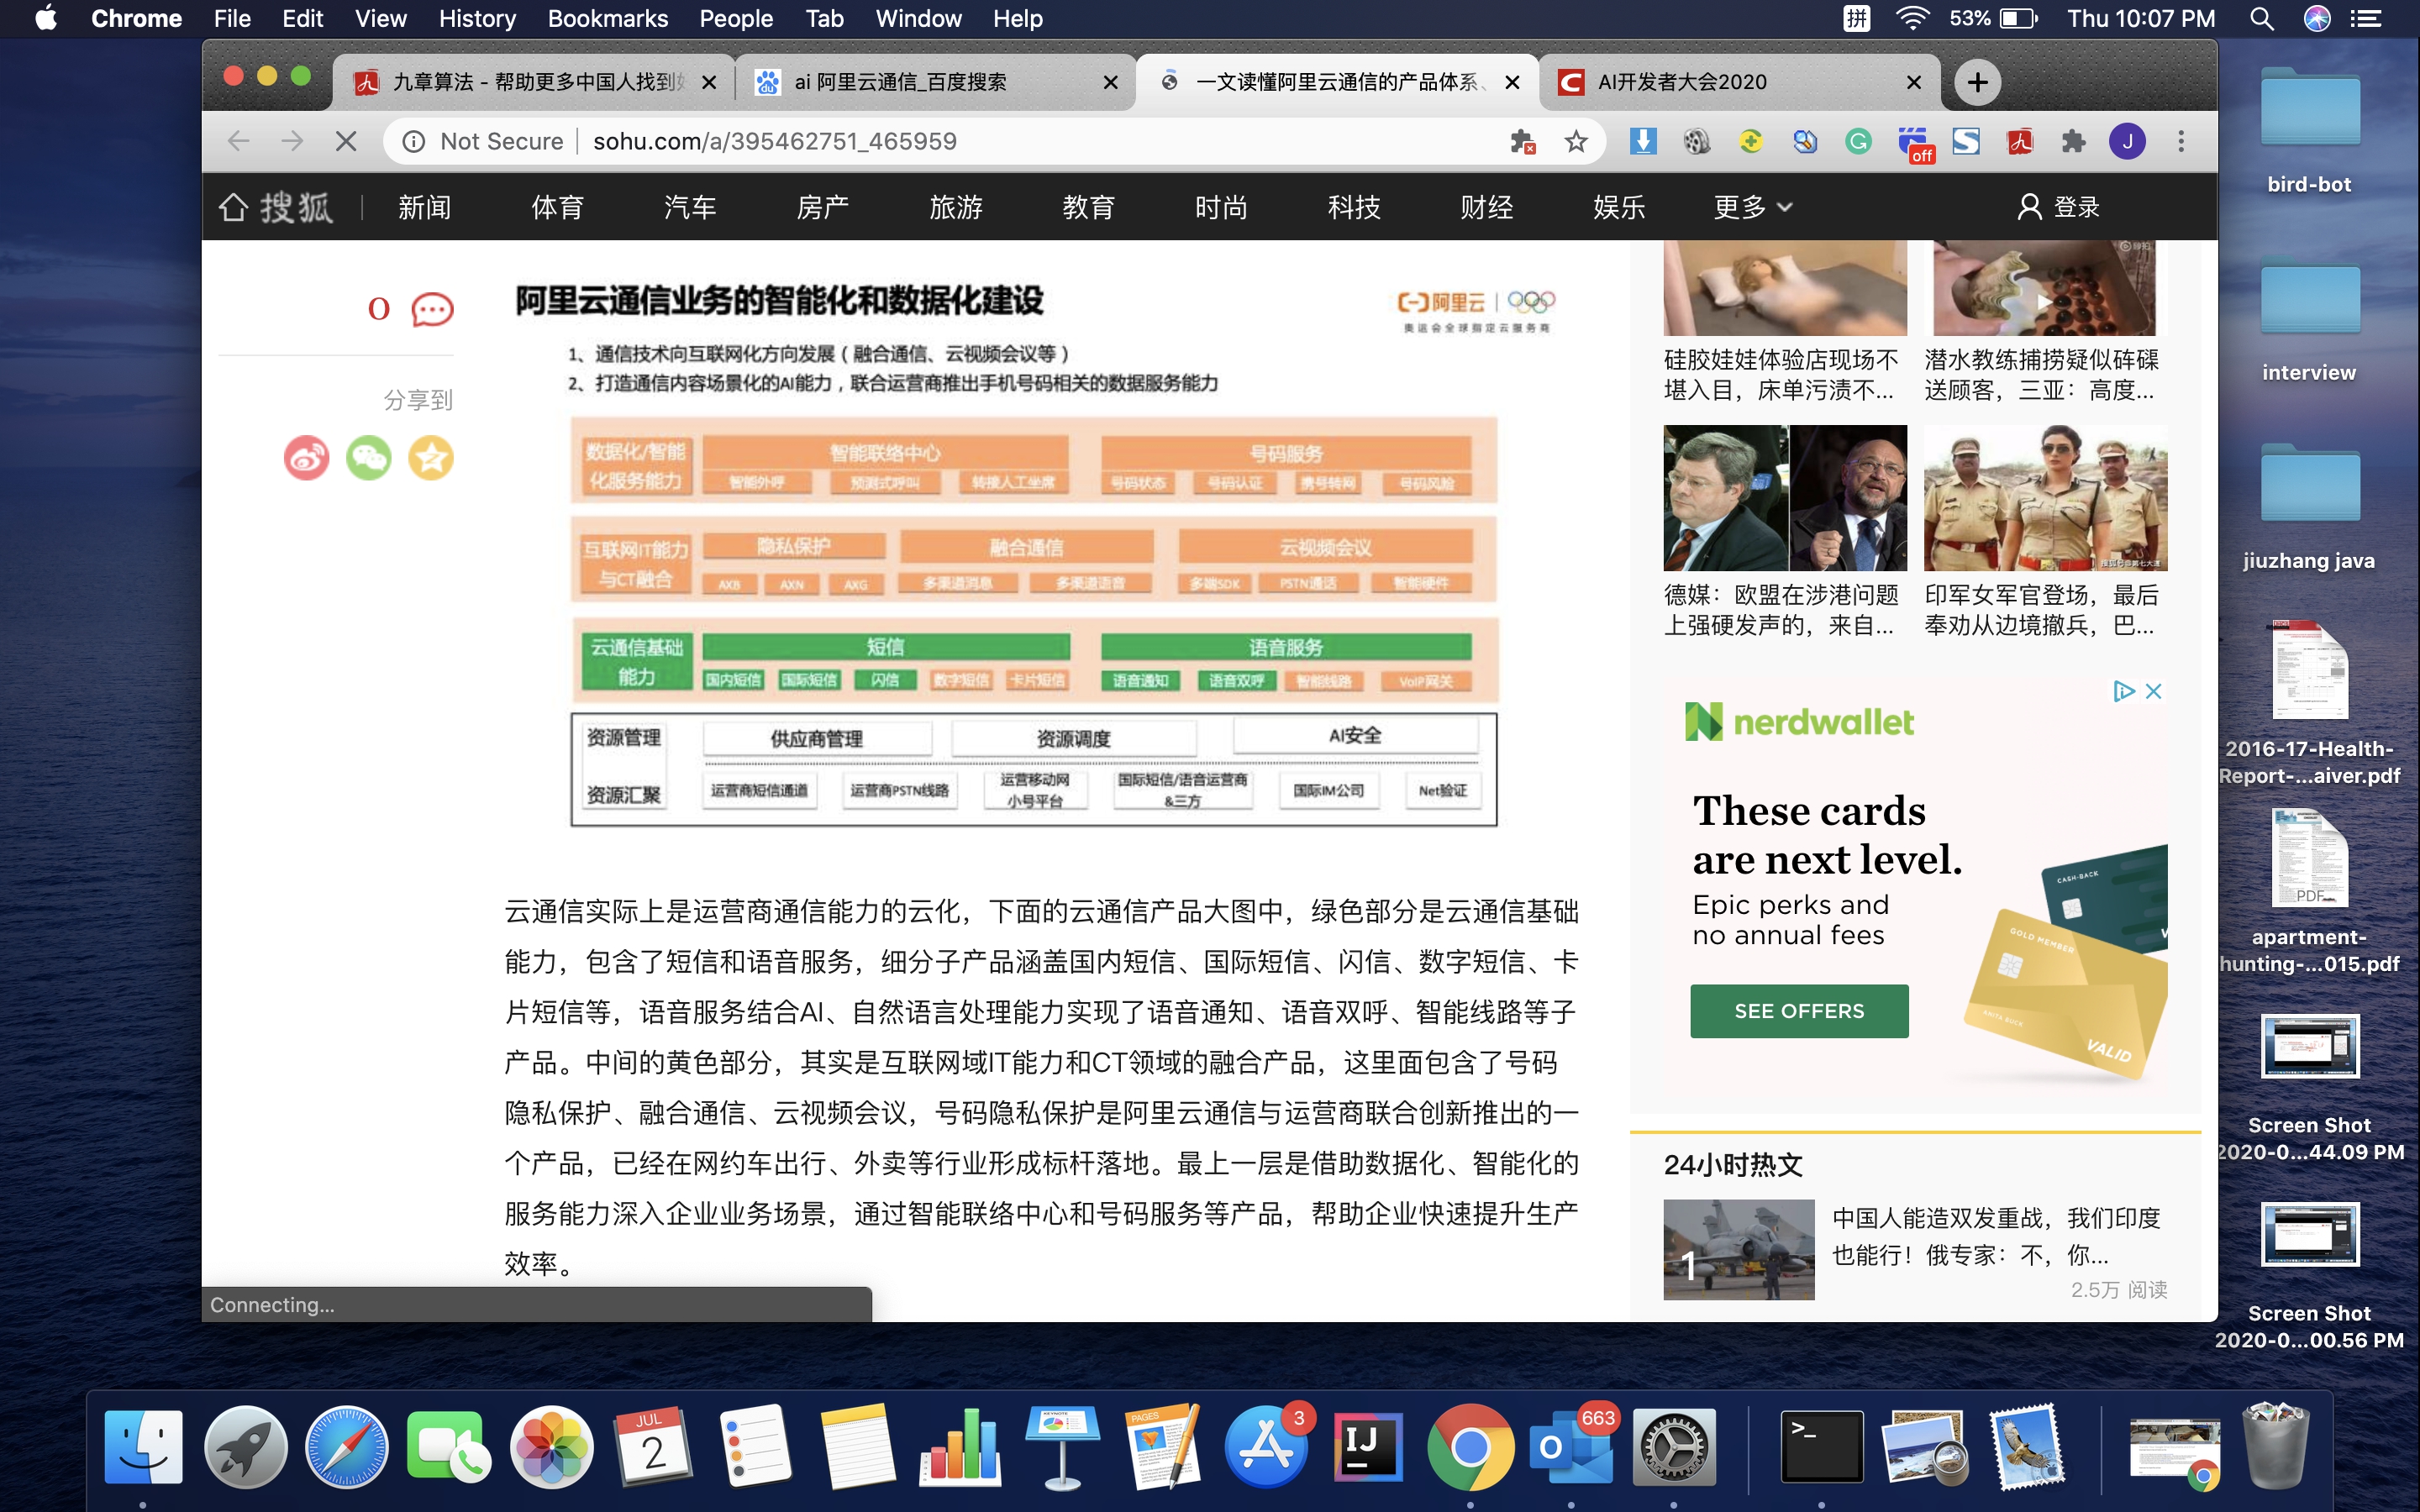 Chrome File Edit View History Bookmarks People Tab Window Help
拼 53% Thu 10:07 PM
九章算法 - 帮助更多中国人找到
ai 阿里云通信_百度搜索
一文读懂阿里云通信的产品体系、
AI开发者大会2020
Not Secure sohu.com/a/395462751_465959
off
J
搜狐 新闻 体育 汽车 房产 旅游 教育 时尚 科技 财经 娱乐 更多 登录
0
分享到
阿里云通信业务的智能化和数据化建设
阿里云
奥运会全球指定云服务商
1、通信技术向互联网化方向发展（融合通信、云视频会议等）
2、打造通信内容场景化的AI能力，联合运营商推出手机号码相关的数据服务能力
数据化/智能
化服务能力
智能联络中心
智能外呼 预测式呼叫 转接人工坐席
号码服务
号码状态 号码认证 携号转网 号码风险
互联网IT能力
与CT融合
隐私保护
AXB AXN AXG
融合通信
多渠道消息 多渠道语音
云视频会议
多端SDK PSTN通话 智能硬件
云通信基础
能力
短信
国内短信 国际短信 闪信 数字短信 卡片短信
语音服务
语音通知 语音双呼 智能线路 VoIP网关
资源管理 供应商管理 资源调度 AI安全
资源汇聚
运营商短信通道
运营商PSTN线路
运营移动网
小号平台
国际短信/语音运营商
&三方
国际IM公司
Net验证
云通信实际上是运营商通信能力的云化，下面的云通信产品大图中，绿色部分是云通信基础
能力，包含了短信和语音服务，细分子产品涵盖国内短信、国际短信、闪信、数字短信、卡
片短信等，语音服务结合AI、自然语言处理能力实现了语音通知、语音双呼、智能线路等子
产品。中间的黄色部分，其实是互联网域IT能力和CT领域的融合产品，这里面包含了号码
隐私保护、融合通信、云视频会议，号码隐私保护是阿里云通信与运营商联合创新推出的一
个产品，已经在网约车出行、外卖等行业形成标杆落地。最上一层是借助数据化、智能化的
服务能力深入企业业务场景，通过智能联络中心和号码服务等产品，帮助企业快速提升生产
效率。
Connecting...
硅胶娃娃体验店现场不
堪入目，床单污渍不...
潜水教练捕捞疑似砗磲
送顾客，三亚：高度...
德媒：欧盟在涉港问题
上强硬发声的，来自...
印军女军官登场，最后
奉劝从边境撤兵，巴...
nerdwallet
These cards
are next level.
Epic perks and
no annual fees
SEE OFFERS
CASH-BACK
GOLD MEMBER
ANITA BUCK
VALID
24小时热文
1
中国人能造双发重战，我们印度
也能行！俄专家：不，你...
2.5万 阅读
bird-bot
interview
jiuzhang java
2016-17-Health-
Report-...aiver.pdf
PDF
apartment-
hunting-...015.pdf
Screen Shot
2020-0...44.09 PM
Screen Shot
2020-0...00.56 PM
JUL
2
PAGES
3
IJ
663
O
>_